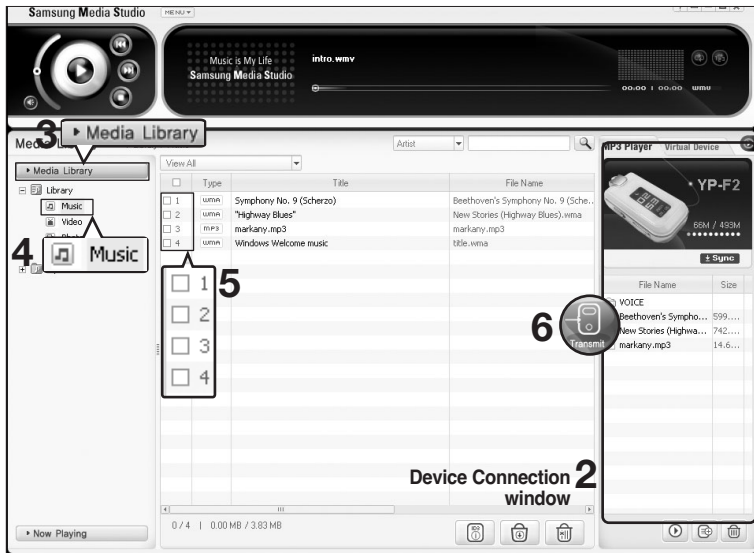 Samsung Media Studio MENU
Music is My Life
Samsung Media Studio
intro.wmv
00:00 | 00:00 wmv
3 Media Library
Artist
MP3 Player Virtual Device
Media Library
View All
Type Title File Name
Library
Music
Video
4 Music
1 wma Symphony No. 9 (Scherzo) Beethoven's Symphony No. 9 (Sche..
2 wma "Highway Blues" New Stories (Highway Blues).wma
3 MP3 markany.mp3 markany.mp3
4 wma Windows Welcome music title.wma
YP-F2
66M / 493M
Sync
5
1
2
3
4
File Name Size
VOICE
Beethoven's Sympho... 599....
New Stories (Highwa... 742....
markany.mp3 14.6...
6 Transmit
Device Connection 2
window
Now Playing
0 / 4 | 0.00 MB / 3.83 MB
ID3